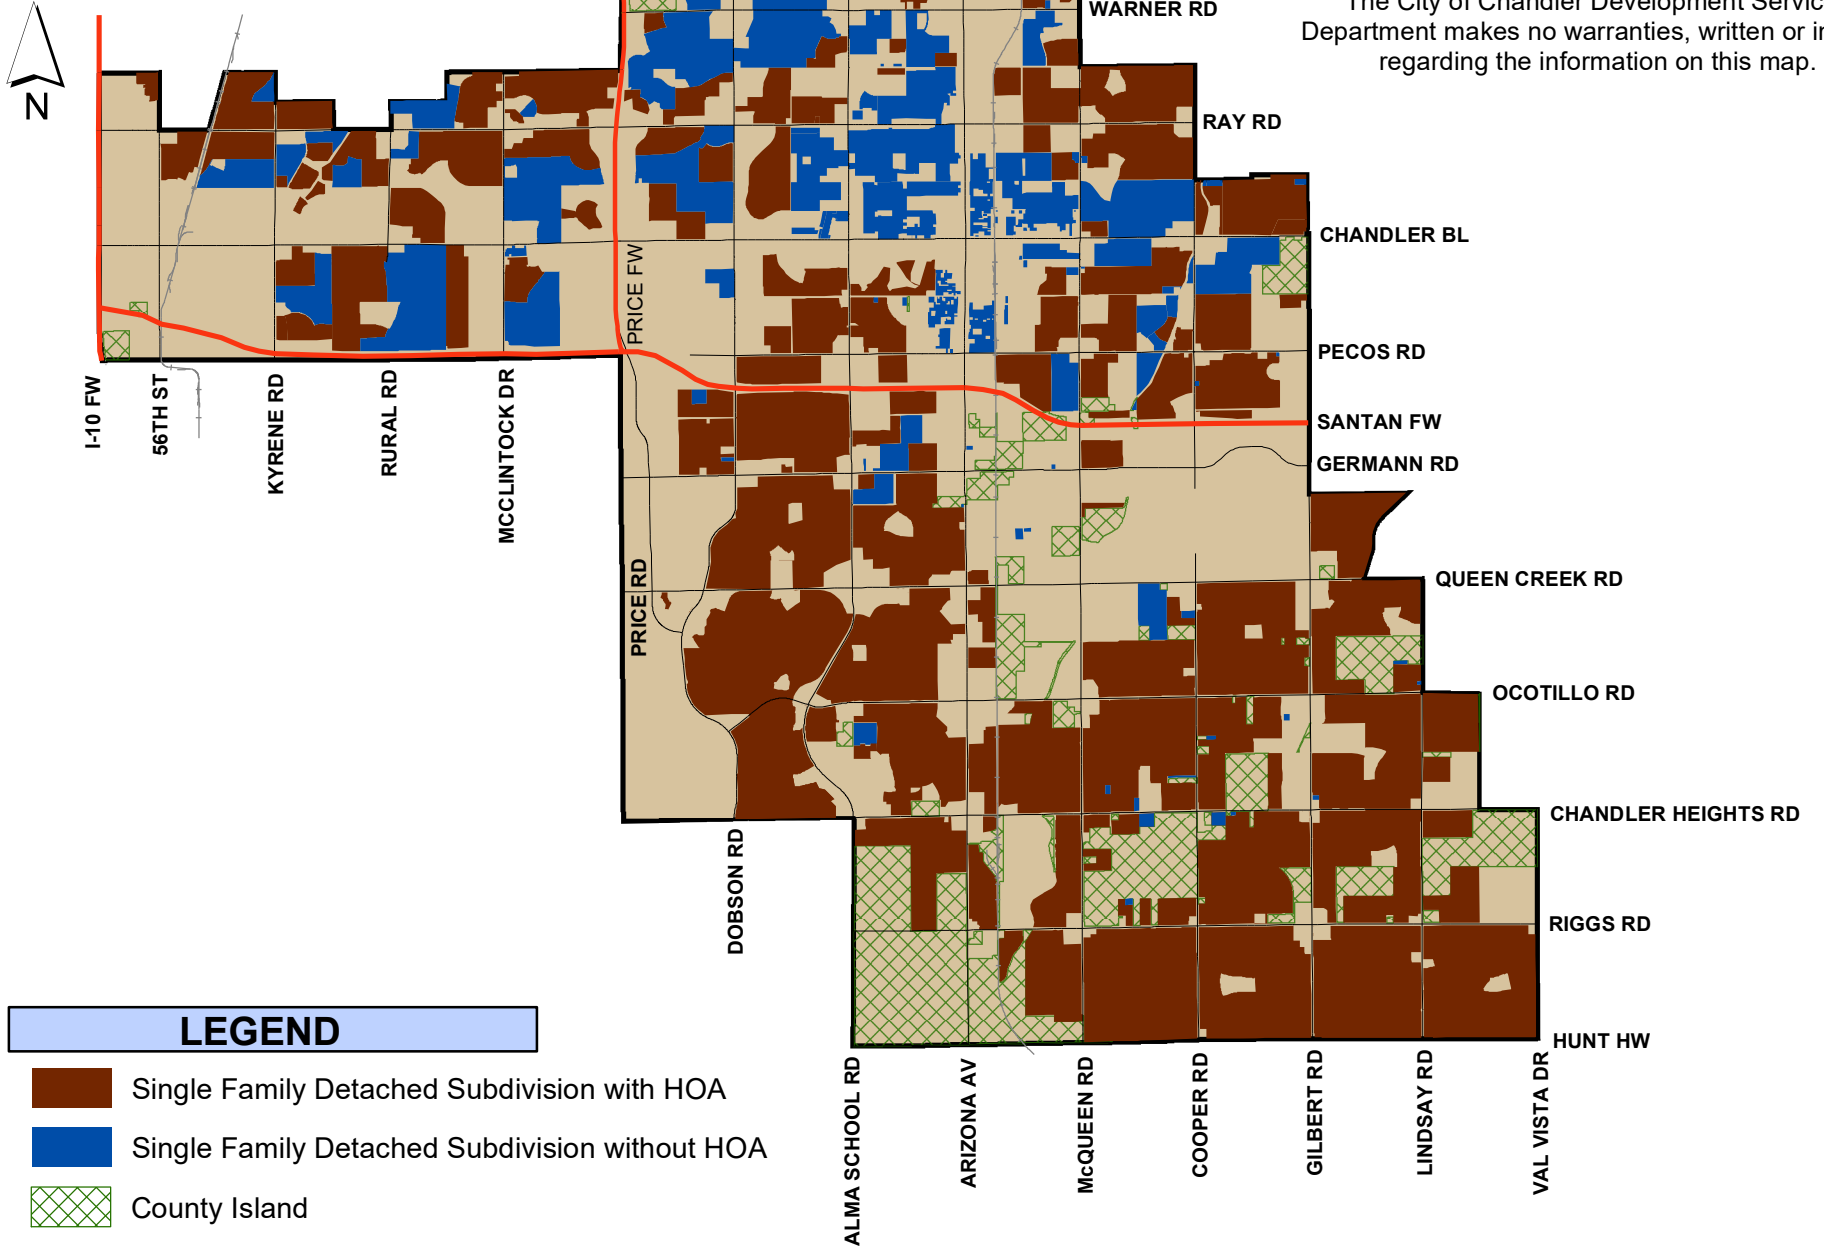 WARNER RD
The City of Chandler Development
Department makes no warranties, written or
regarding the information on this map.
N
RAY RD
CHANDLER BL
PRICE FW
PECOS RD
I-10 FW
56TH ST
KYRENE RD
RURAL RD
MCCLINTOCK DR
SANTAN FW
GERMANN RD
PRICE RD
QUEEN CREEK RD
OCOTILLO RD
CHANDLER HEIGHTS RD
DOBSON RD
RIGGS RD
HUNT HW
LEGEND
Single Family Detached Subdivision with HOA
Single Family Detached Subdivision without HOA
County Island
ALMA SCHOOL RD
ARIZONA AV
McQUEEN RD
COOPER RD
GILBERT RD
LINDSAY RD
VAL VISTA DR